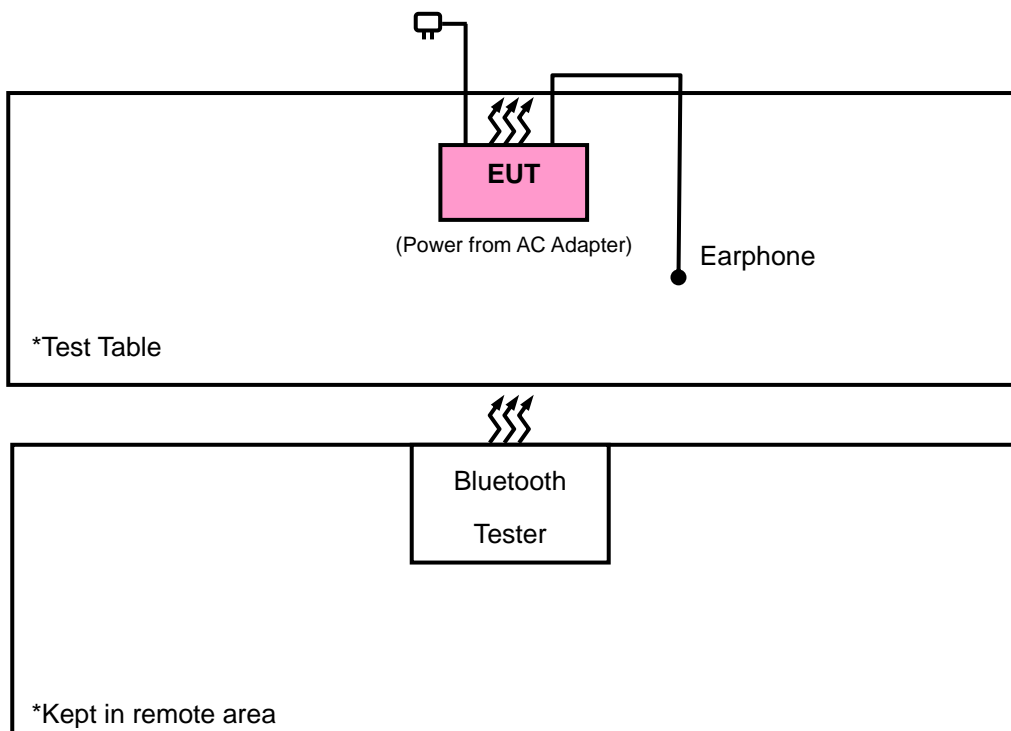 EUT
(Power from AC Adapter)
Earphone
*Test Table
Bluetooth
Tester
*Kept in remote area